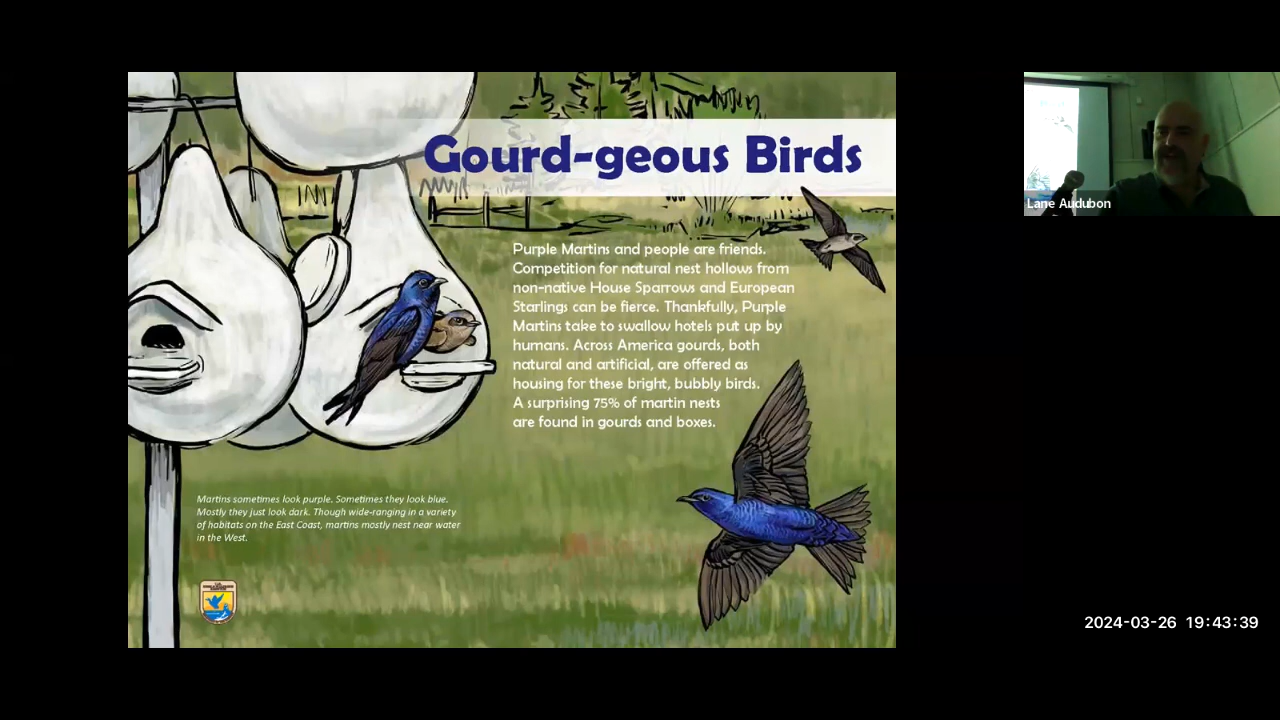 Gourd-geous Birds
Lane Audubon
Purple Martins and people are friends.
Competition for natural nest hollows from
non-native House Sparrows and European
Starlings can be fierce. Thankfully, Purple
Martins take to swallow hotels put up by
humans. Across America gourds, both
natural and artificial, are offered as
housing for these bright, bubbly birds.
A surprising 75% of martin nests
are found in gourds and boxes.
Martins sometimes look purple. Sometimes they look blue.
Mostly they just look dark. Though wide-ranging in a variety
of habitats on the East Coast, martins mostly nest near water
in the West.
2024-03-26 19:43:39